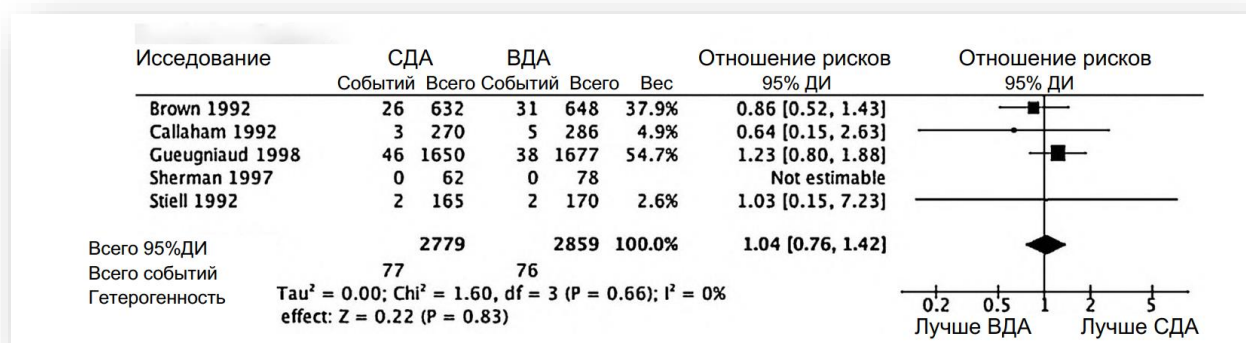 Исседование СДА ВДА Отношение рисков Отношение рисков
Событий Всего Событий Всего Вес 95% ДИ 95% ДИ
Brown 1992 26 632 31 648 37.9% 0.86 [0.52, 1.43]
Callaham 1992 3 270 5 286 4.9% 0.64 [0.15, 2.63]
Gueugniaud 1998 46 1650 38 1677 54.7% 1.23 [0.80, 1.88]
Sherman 1997 0 62 0 78 Not estimable
Stiell 1992 2 165 2 170 2.6% 1.03 [0.15, 7.23]
Всего 95%ДИ 2779 2859 100.0% 1.04 [0.76, 1.42]
Всего событий 77 76
Гетерогенность Tau² = 0.00; Chi² = 1.60, df = 3 (P = 0.66); I² = 0%
effect: Z = 0.22 (P = 0.83)
0.2 0.5 1 2 5
Лучше ВДА Лучше СДА